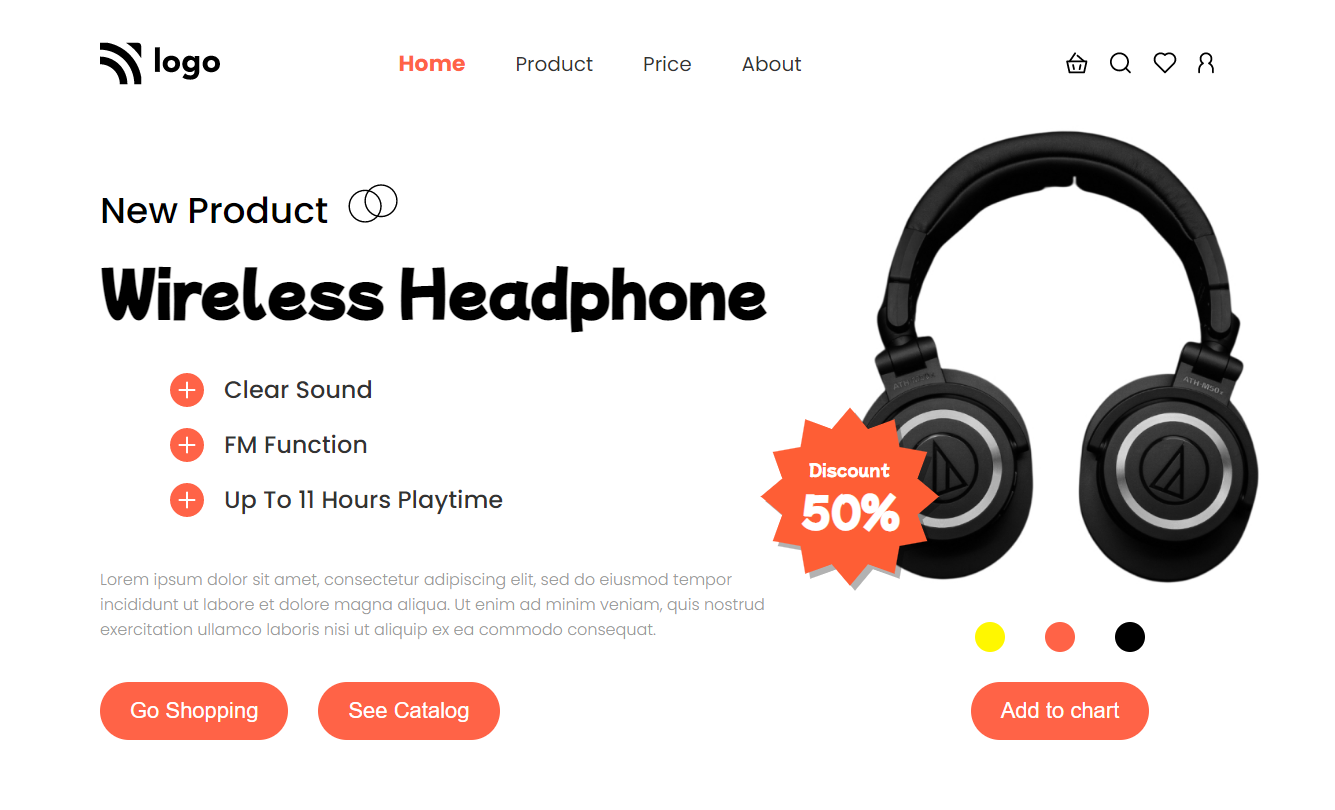 logo
Home
Product
Price
About
New Product
Wireless Headphone
Clear Sound
FM Function
Up To 11 Hours Playtime
Discount
50%
Lorem ipsum dolor sit amet, consectetur adipiscing elit, sed do eiusmod tempor
incididunt ut labore et dolore magna aliqua. Ut enim ad minim veniam, quis nostrud
exercitation ullamco laboris nisi ut aliquip ex ea commodo consequat.
Go Shopping
See Catalog
Add to chart